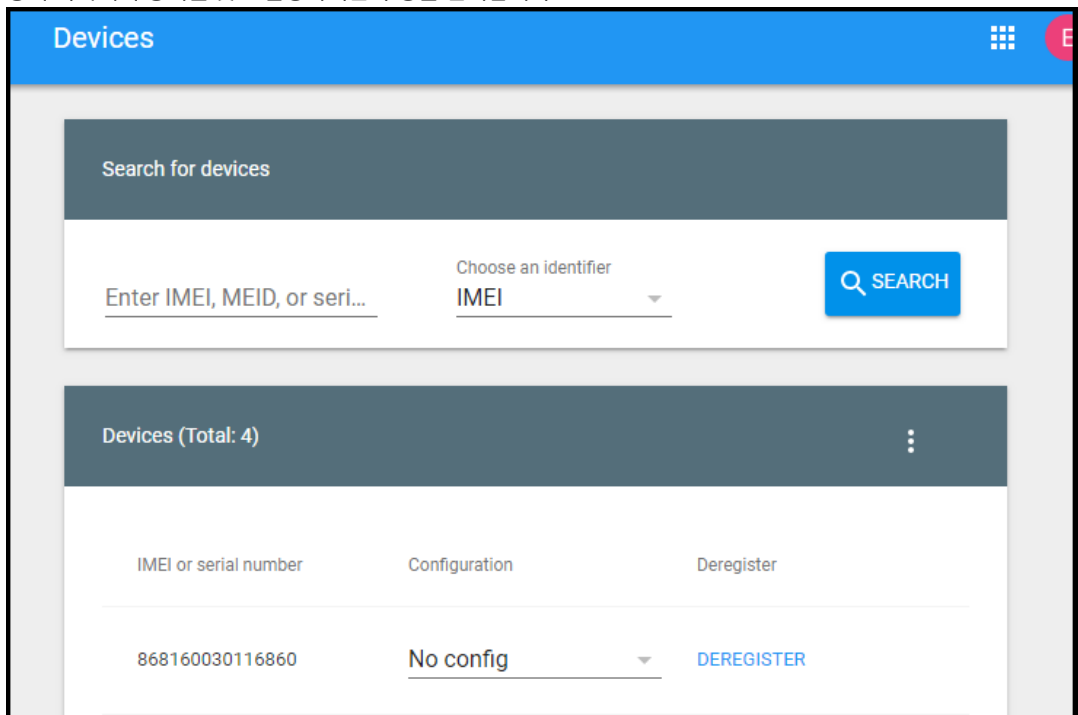 Devices
E
Search for devices
Choose an identifier
Enter IMEI, MEID, or seri...
IMEI
SEARCH
Devices (Total: 4)
IMEI or serial number
Configuration
Deregister
868160030116860
No config
DEREGISTER